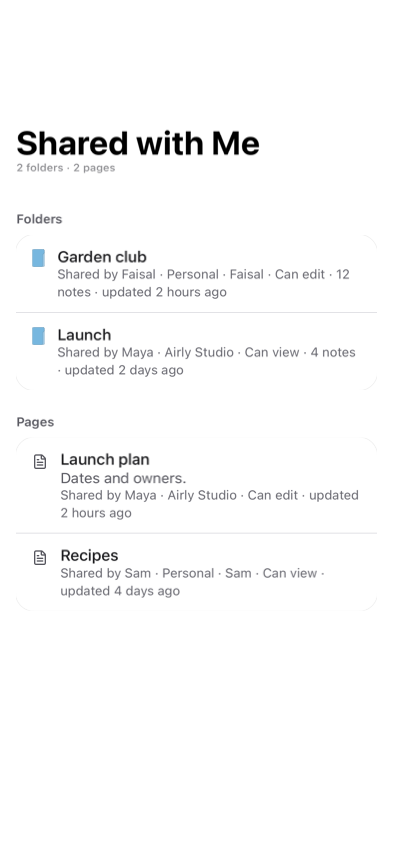 Shared with Me
2 folders · 2 pages
Folders
Garden club
Shared by Faisal · Personal · Faisal · Can edit · 12
notes · updated 2 hours ago
Launch
Shared by Maya · Airly Studio · Can view · 4 notes
· updated 2 days ago
Pages
Launch plan
Dates and owners.
Shared by Maya · Airly Studio · Can edit · updated
2 hours ago
Recipes
Shared by Sam · Personal · Sam · Can view ·
updated 4 days ago